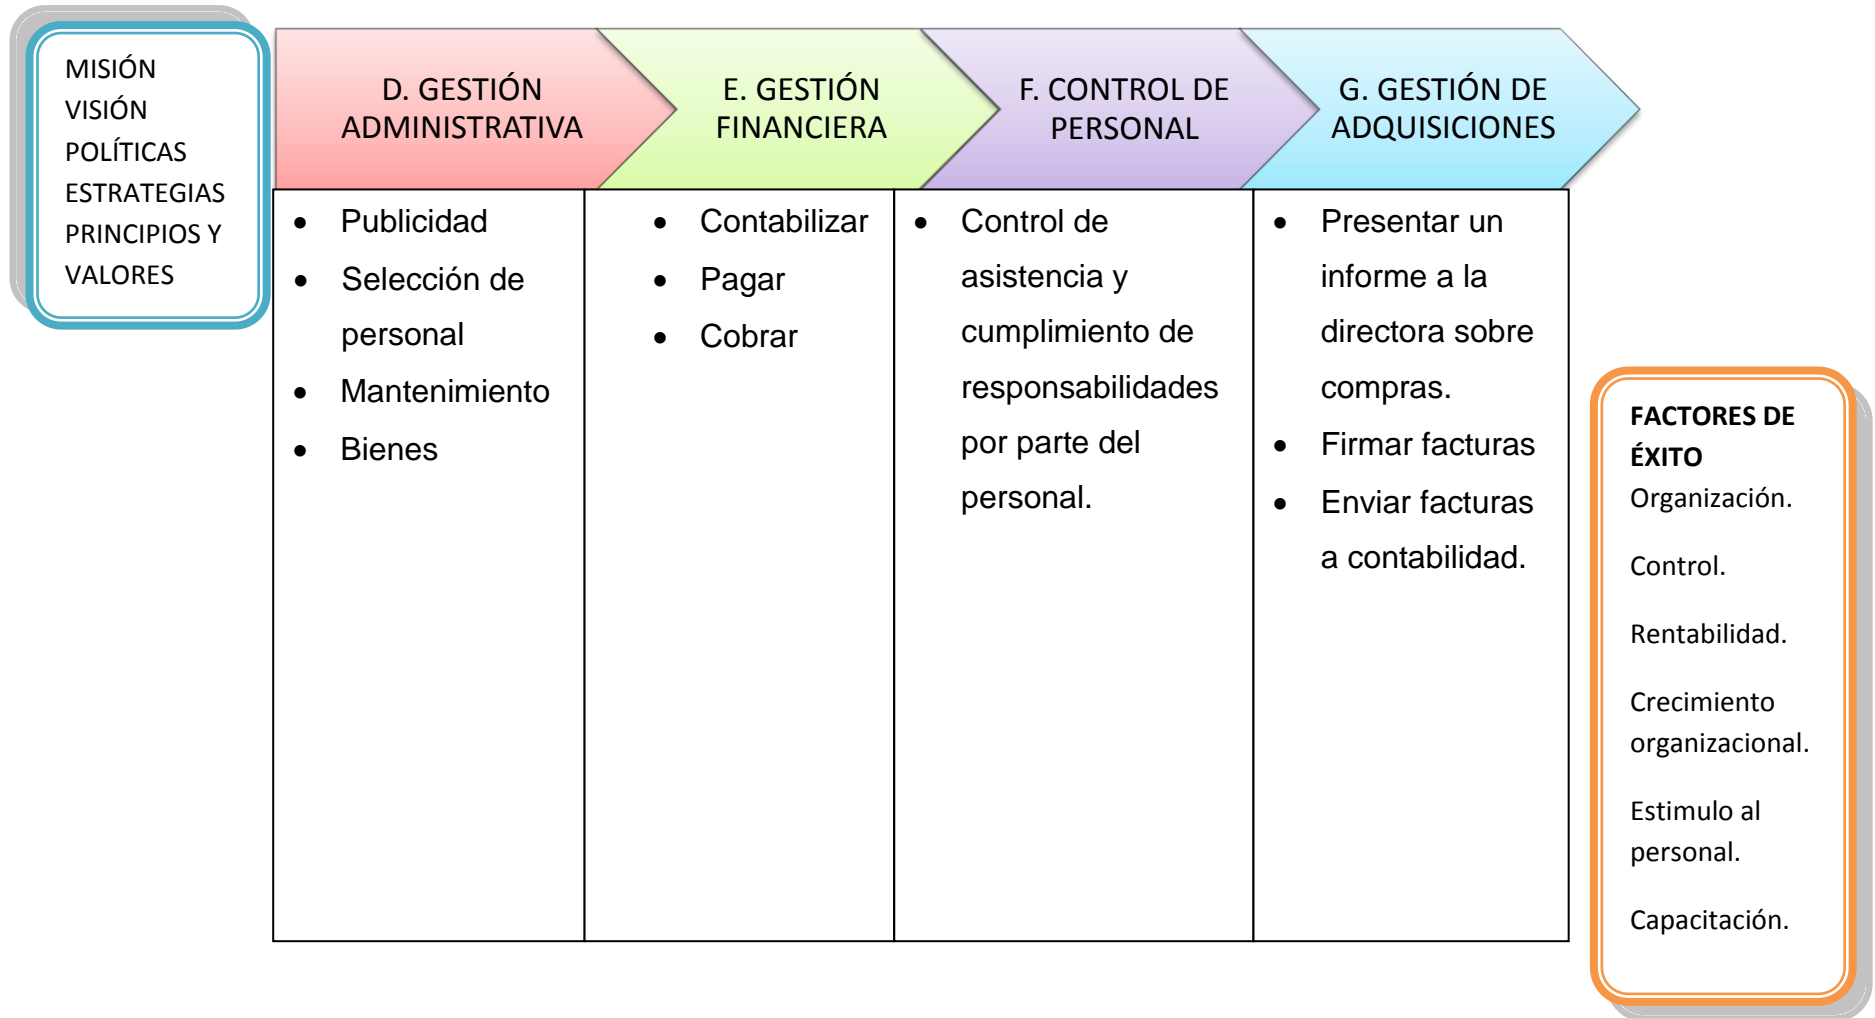 MISIÓN
VISIÓN
POLÍTICAS
ESTRATEGIAS
PRINCIPIOS Y
VALORES
D. GESTIÓN
ADMINISTRATIVA
E. GESTIÓN
FINANCIERA
F. CONTROL DE
PERSONAL
G. GESTIÓN DE
ADQUISICIONES
• Publicidad
• Selección de
personal
• Mantenimiento
• Bienes
• Contabilizar
• Pagar
• Cobrar
• Control de
asistencia y
cumplimiento de
responsabilidades
por parte del
personal.
• Presentar un
informe a la
directora sobre
compras.
• Firmar facturas
• Enviar facturas
a contabilidad.
FACTORES DE
ÉXITO
Organización.
Control.
Rentabilidad.
Crecimiento
organizacional.
Estimulo al
personal.
Capacitación.